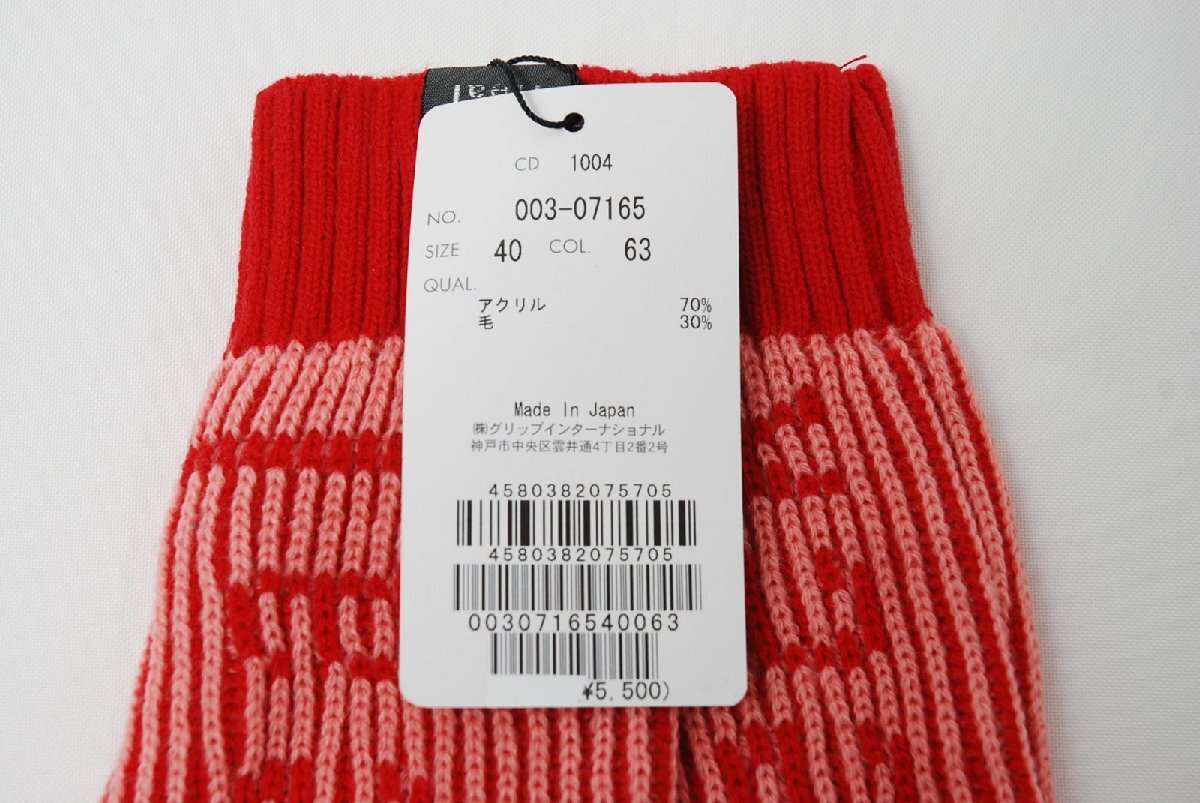 CD 1004
NO. 003-07165
SIZE 40 COL. 63
QUAL.
アクリル 70%
毛 30%
Made In Japan
㈱グリップインターナショナル
神戸市中央区雲井通4丁目2番2号
4580382075705
4580382075705
0030716540063
¥5,500)